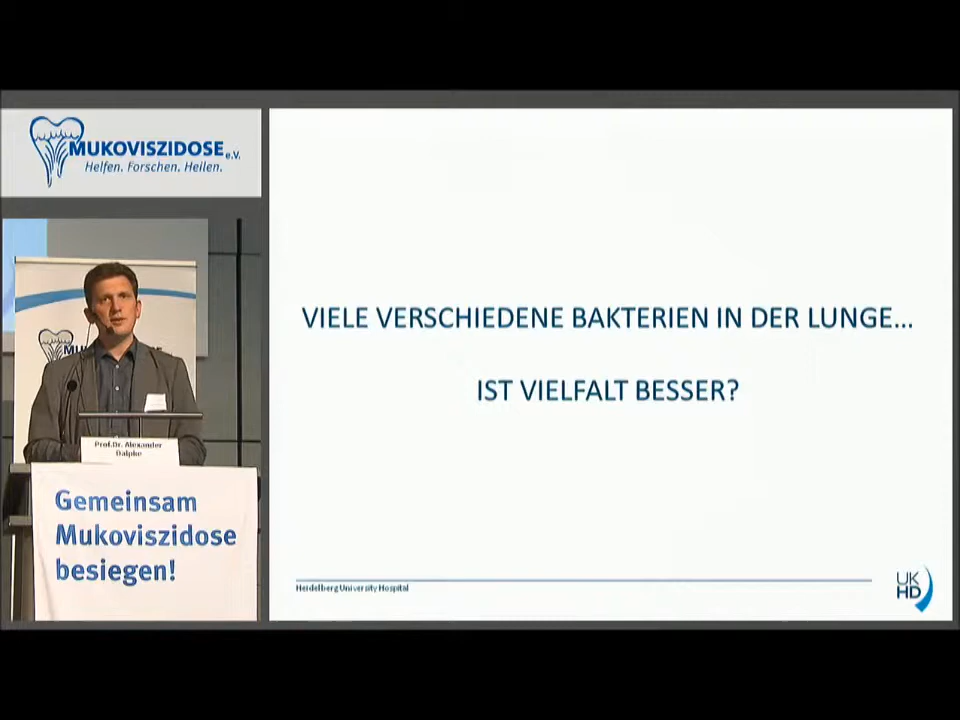 MUKOVISZIDOSE e.V.
Helfen. Forschen. Heilen.
VIELE VERSCHIEDENE BAKTERIEN IN DER LUNGE...
IST VIELFALT BESSER?
Prof.Dr. Alexander
Dalpke
Gemeinsam
Mukoviszidose
besiegen!
Heidelberg University Hospital
UK
HD